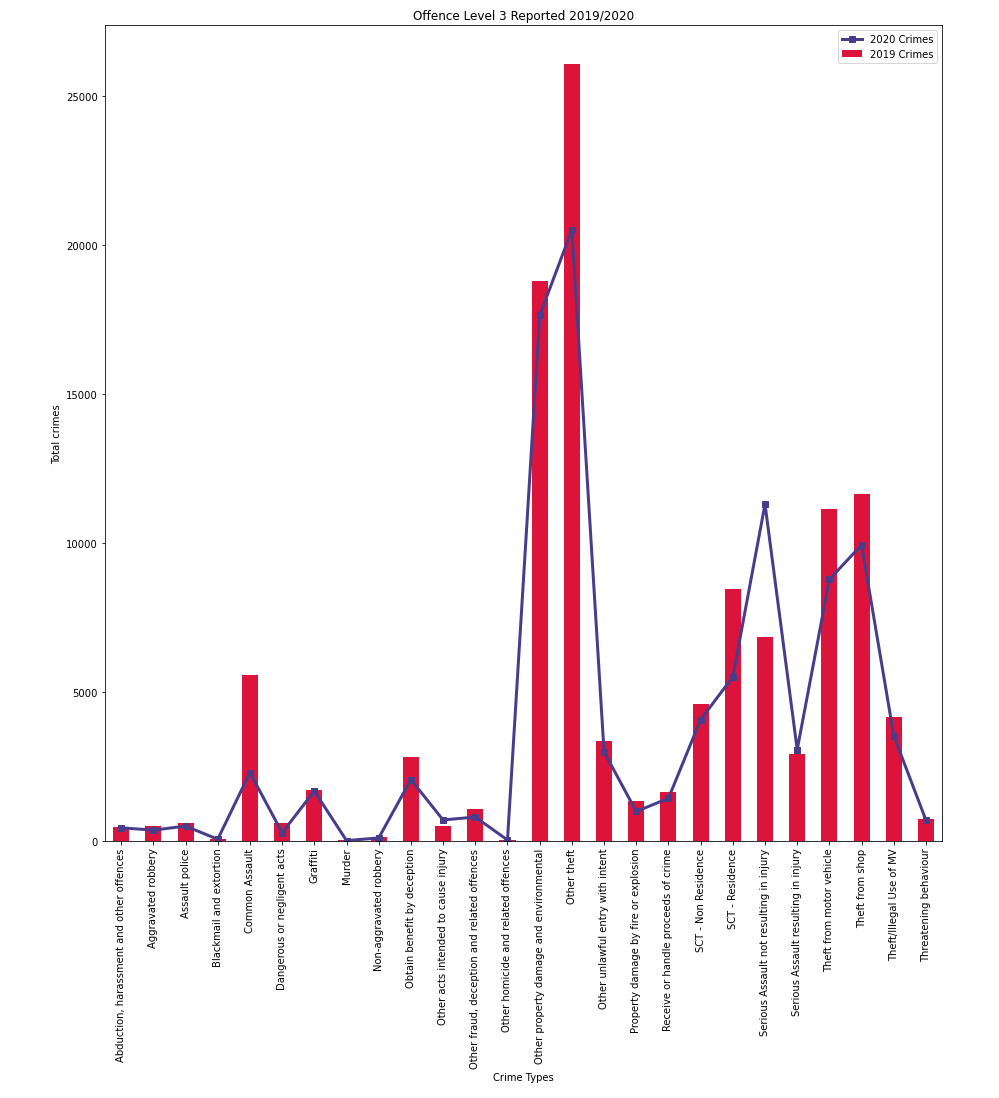 Offence Level 3 Reported 2019/2020
2020 Crimes
2019 Crimes
25000
20000
15000
10000
5000
0
Total crimes
Abduction, harassment and other offences
Aggravated robbery
Assault police
Blackmail and extortion
Common Assault
Dangerous or negligent acts
Graffiti
Murder
Non-aggravated robbery
Obtain benefit by deception
Other acts intended to cause injury
Other fraud, deception and related offences
Other homicide and related offences
Other property damage and environmental
Other theft
Other unlawful entry with intent
Property damage by fire or explosion
Receive or handle proceeds of crime
SCT - Non Residence
SCT - Residence
Serious Assault not resulting in injury
Serious Assault resulting in injury
Theft from motor vehicle
Theft from shop
Theft/Illegal Use of MV
Threatening behaviour
Crime Types